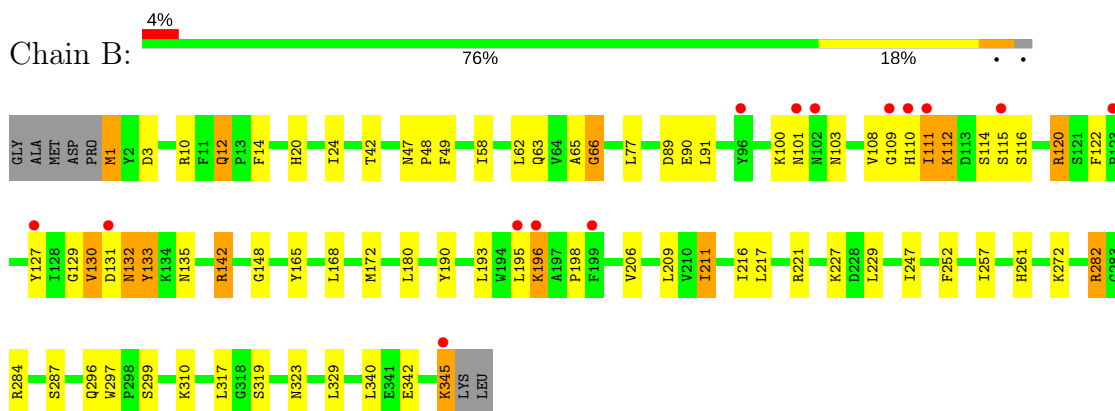 4%
Chain B:
76% 18% • •
GLY ALA MET ASP PRO M1 Y2 D3 R10 F11 Q12 P13 F14 H20 I24 T42 N47 P48 F49 I58 L62 Q63 V64 A65 G66 L77 D89 E90 L91 Y96 K100 N101 N102 N103 V108 G109 H110 I111 K112 D113 S114 S115 S116 R120 S121 F122 R123
Y127 I128 G129 V130 D131 N132 Y133 K134 N135 R142 G148 Y165 L168 M172 L180 Y190 L193 W194 L195 K196 A197 P198 F199 V206 L209 V210 I211 I216 L217 R221 K227 D228 L229 I247 F252 I257 H261 K272 R282 G283
R284 S287 Q296 W297 P298 S299 K310 L317 G318 S319 N323 L329 L340 E341 E342 K345 LYS LEU